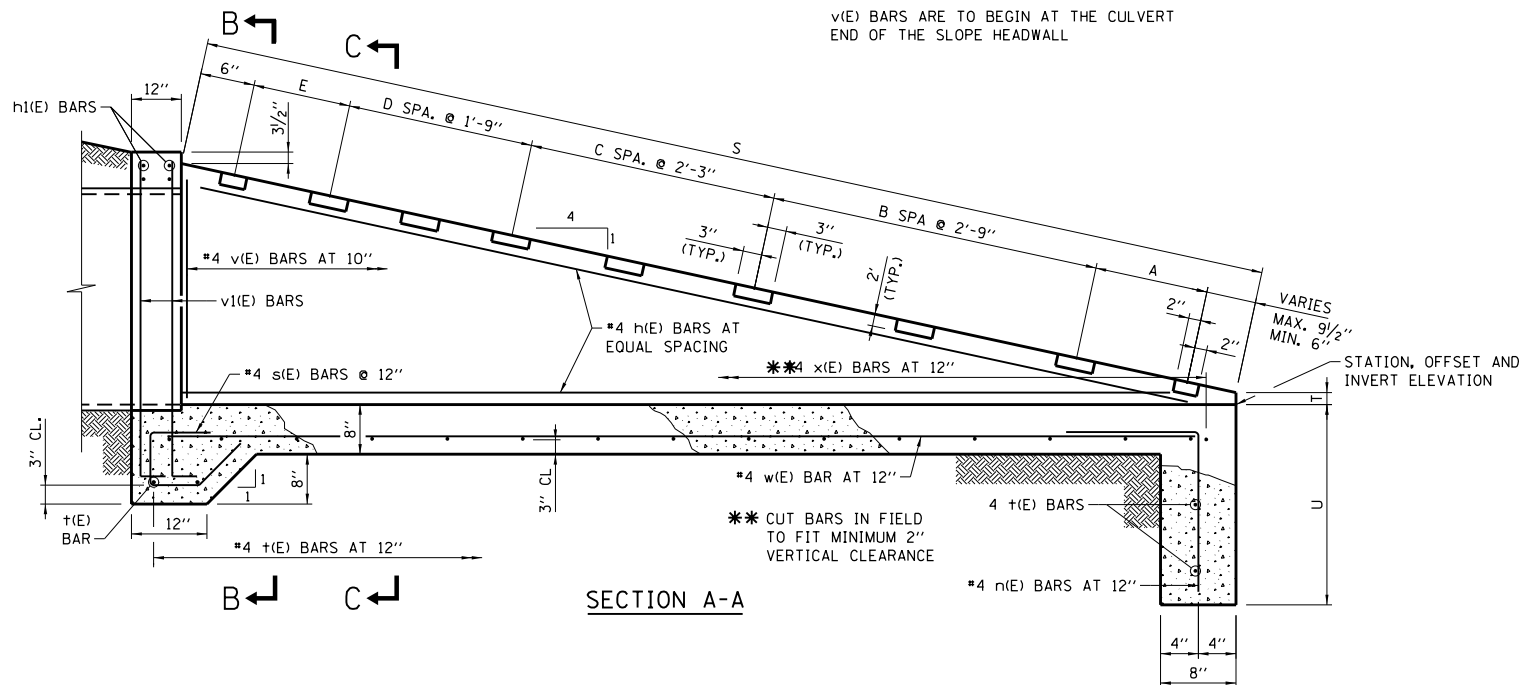 V(E) BARS ARE TO BEGIN AT THE CULVERT
END OF THE SLOPE HEADWALL
B
C
6"
E
D SPA. @ 1'-9"
S
C SPA. @ 2'-3"
B SPA @ 2'-9"
A
12"
h1(E) BARS
3 1/2"
4
1
3"
(TYP.)
3"
(TYP.)
2'
(TYP.)
2"
VARIES
MAX. 9 1/2"
MIN. 6"
2"
#4 v(E) BARS AT 10"
v1(E) BARS
#4 h(E) BARS AT
EQUAL SPACING
**4 x(E) BARS AT 12"
STATION, OFFSET AND
INVERT ELEVATION
#4 s(E) BARS @ 12"
T
8"
3" CL.
1
1
8"
3" CL
#4 w(E) BAR AT 12"
t(E)
BAR
12"
** CUT BARS IN FIELD
TO FIT MINIMUM 2"
VERTICAL CLEARANCE
4 t(E) BARS
U
#4 t(E) BARS AT 12"
#4 n(E) BARS AT 12"
B
C
SECTION A-A
4"
4"
8"